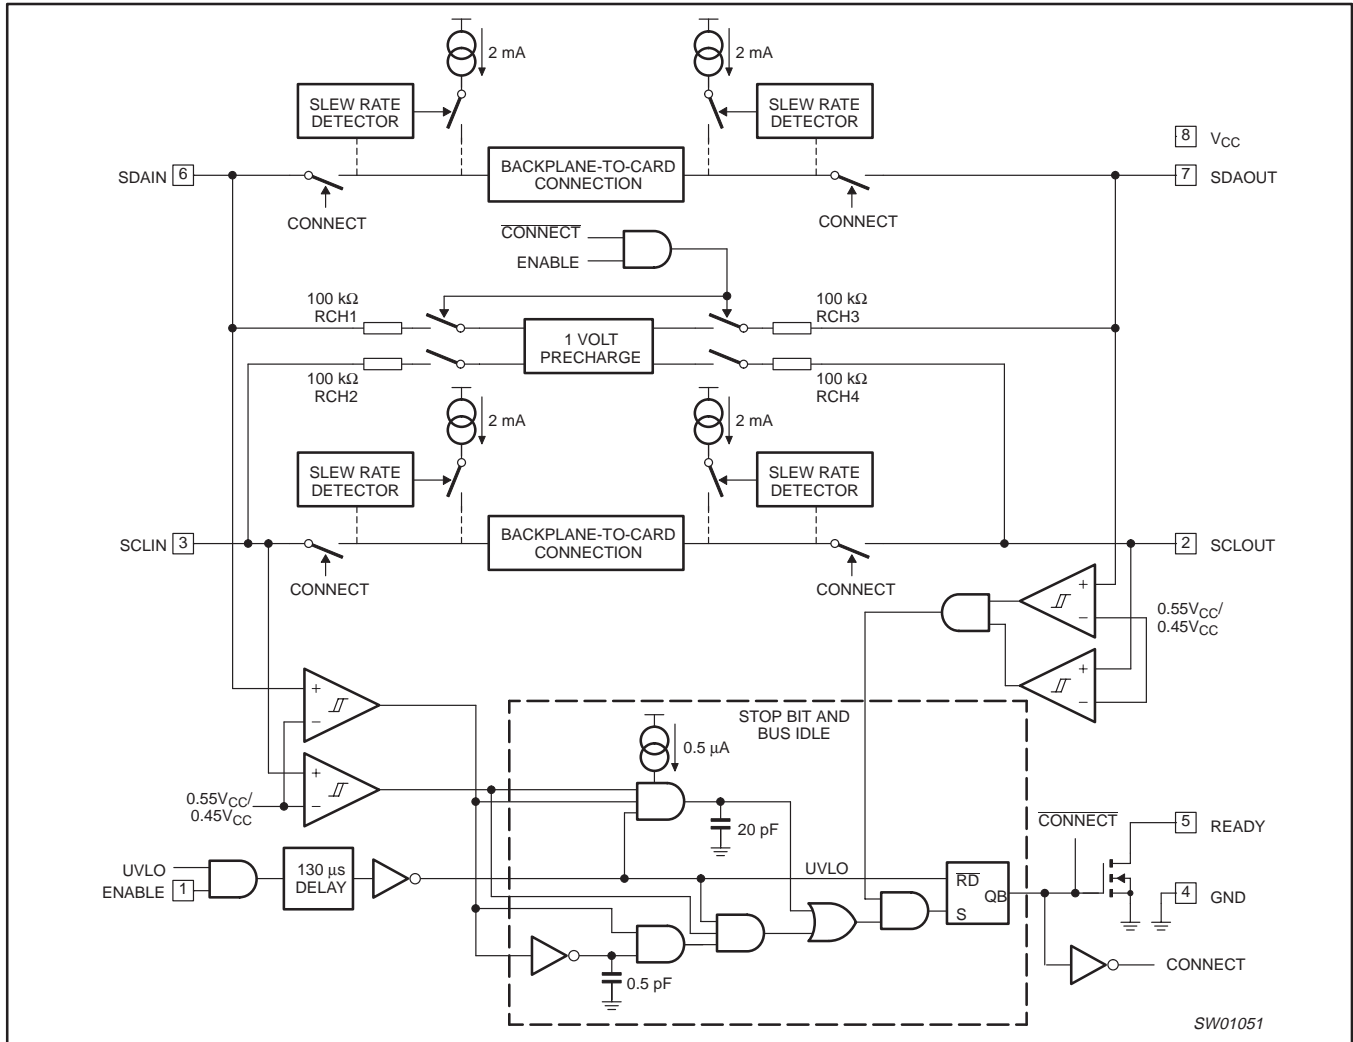 2 mA
2 mA
SLEW RATE
DETECTOR
SLEW RATE
DETECTOR
8 VCC
SDAIN 6
BACKPLANE-TO-CARD
CONNECTION
7 SDAOUT
CONNECT
CONNECT
CONNECT
ENABLE
100 kΩ
RCH1
100 kΩ
RCH3
1 VOLT
PRECHARGE
100 kΩ
RCH2
100 kΩ
RCH4
2 mA
2 mA
SLEW RATE
DETECTOR
SLEW RATE
DETECTOR
SCLIN 3
BACKPLANE-TO-CARD
CONNECTION
2 SCLOUT
CONNECT
CONNECT
+
–
0.55VCC/
0.45VCC
+
–
+
–
STOP BIT AND
BUS IDLE
0.5 µA
+
–
0.55VCC/
0.45VCC
20 pF
CONNECT
5 READY
UVLO
ENABLE 1
130 µs
DELAY
UVLO
RD
QB
S
4 GND
0.5 pF
CONNECT
SW01051